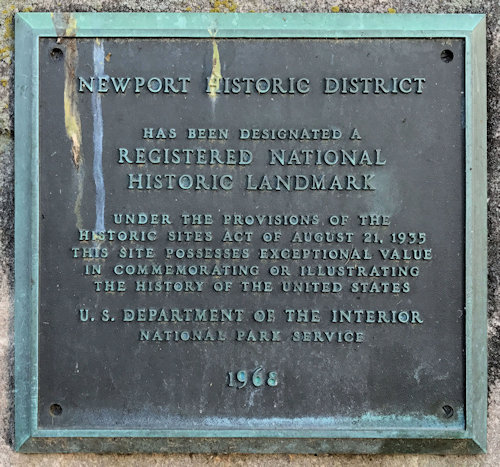 NEWPORT HISTORIC DISTRICT
HAS BEEN DESIGNATED A
REGISTERED NATIONAL
HISTORIC LANDMARK
UNDER THE PROVISIONS OF THE
HISTORIC SITES ACT OF AUGUST 21, 1935
THIS SITE POSSESSES EXCEPTIONAL VALUE
IN COMMEMORATING OR ILLUSTRATING
THE HISTORY OF THE UNITED STATES
U. S. DEPARTMENT OF THE INTERIOR
NATIONAL PARK SERVICE
1968